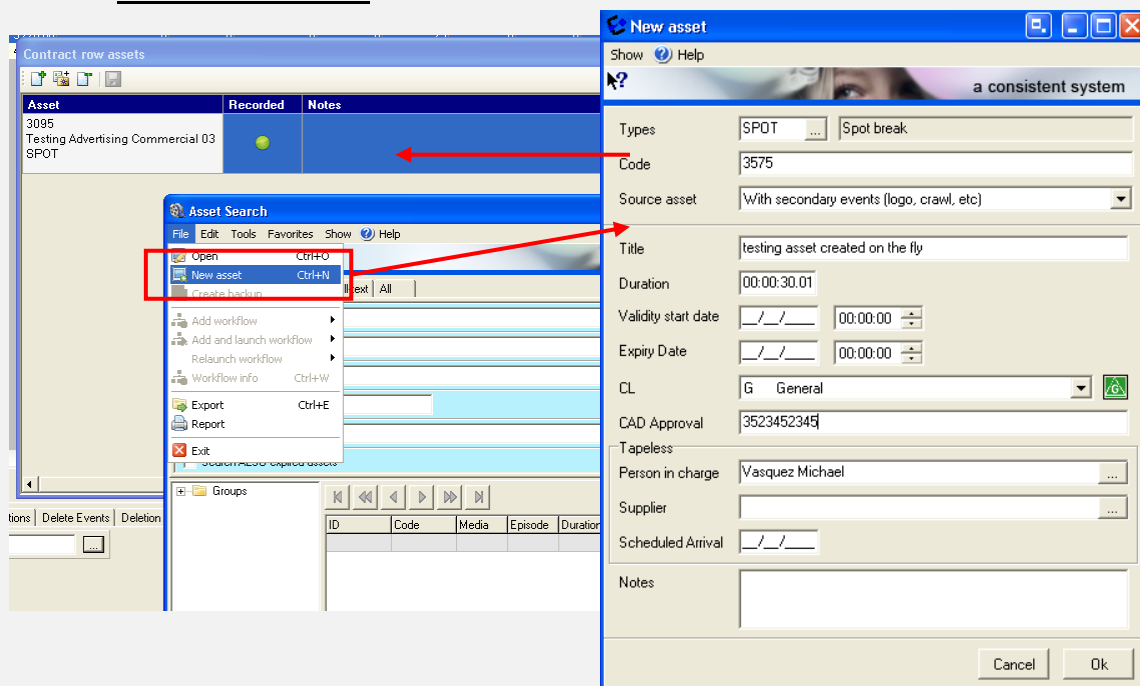 Contract row assets
Asset Recorded Notes
3095
Testing Advertising Commercial 03
SPOT
Asset Search
File Edit Tools Favorites Show Help
Open Ctrl+O
New asset Ctrl+N
Create backup
Add workflow
Add and launch workflow
Relaunch workflow
Workflow info Ctrl+W
Export Ctrl+E
Report
Exit
text All
expired assets
Groups
ID Code Media Episode Duration
tions Delete Events Deletion
...
New asset
Show Help
a consistent system
Types SPOT ... Spot break
Code 3575
Source asset With secondary events (logo, crawl, etc)
Title testing asset created on the fly
Duration 00:00:30.01
Validity start date __/__/____ 00:00:00
Expiry Date __/__/____ 00:00:00
CL G General G
CAD Approval 3523452345
Tapeless
Person in charge Vasquez Michael ...
Supplier ...
Scheduled Arrival __/__/____
Notes
Cancel Ok